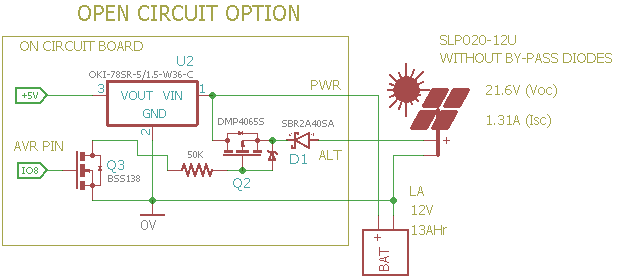 OPEN CIRCUIT OPTION
ON CIRCUIT BOARD
U2
OKI-78SR-5/1.5-W36-C
SLP020-12U
WITHOUT BY-PASS DIODES
+5V
3
VOUT
VIN
1
GND
2
PWR
21.6V (Voc)
1.31A (Isc)
DMP4065S
SBR2A40SA
AVR PIN
IO8
Q3
BSS138
50K
Q2
D1
ALT
+
0V
LA
12V
13AHr
+
BAT